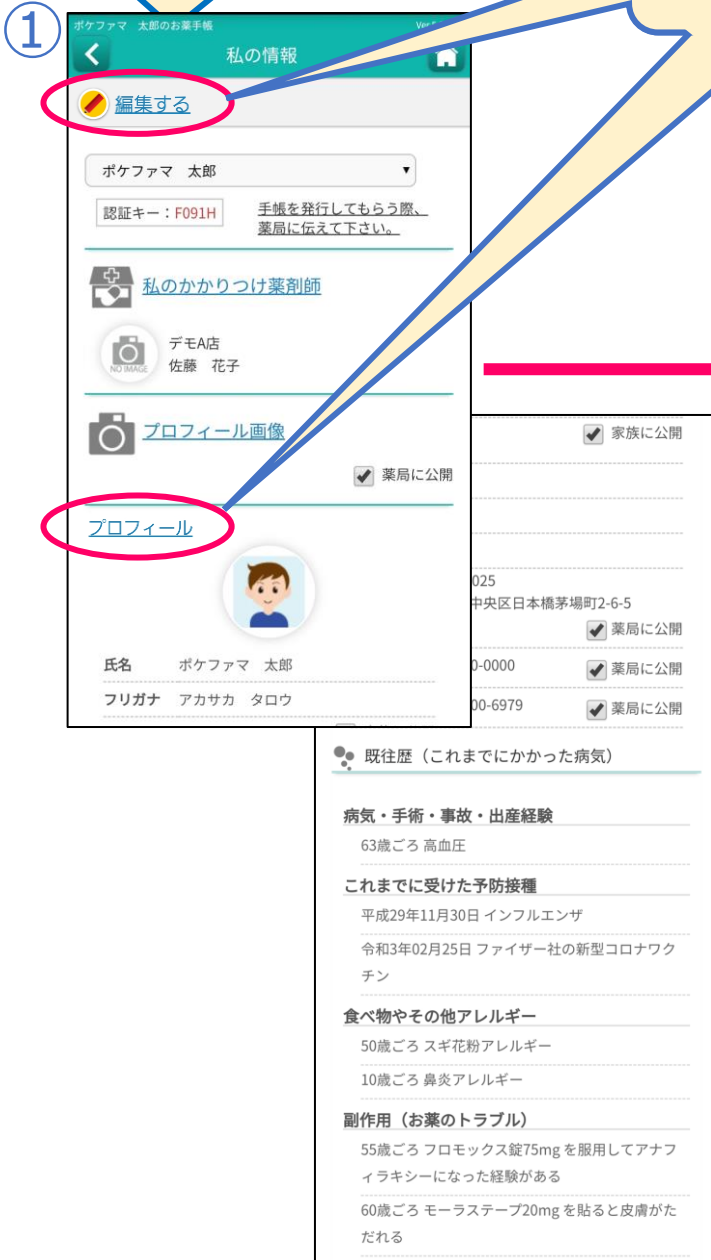 ①
ポケファマ 太郎のお薬手帳
私の情報
編集する
ポケファマ 太郎
認証キー：F091H
手帳を発行してもらう際、
薬局に伝えて下さい。
私のかかりつけ薬剤師
NO IMAGE
デモA店
佐藤 花子
プロフィール画像
薬局に公開
プロフィール
氏名 ポケファマ 太郎
フリガナ アカサカ タロウ
家族に公開
025
中央区日本橋茅場町2-6-5
薬局に公開
0-0000 薬局に公開
00-6979 薬局に公開
既往歴（これまでにかかった病気）
病気・手術・事故・出産経験
63歳ごろ 高血圧
これまでに受けた予防接種
平成29年11月30日 インフルエンザ
令和3年02月25日 ファイザー社の新型コロナワク
チン
食べ物やその他アレルギー
50歳ごろ スギ花粉アレルギー
10歳ごろ 鼻炎アレルギー
副作用（お薬のトラブル）
55歳ごろ フロモックス錠75mg を服用してアナフ
ィラキシーになった経験がある
60歳ごろ モーラステープ20mg を貼ると皮膚がた
だれる